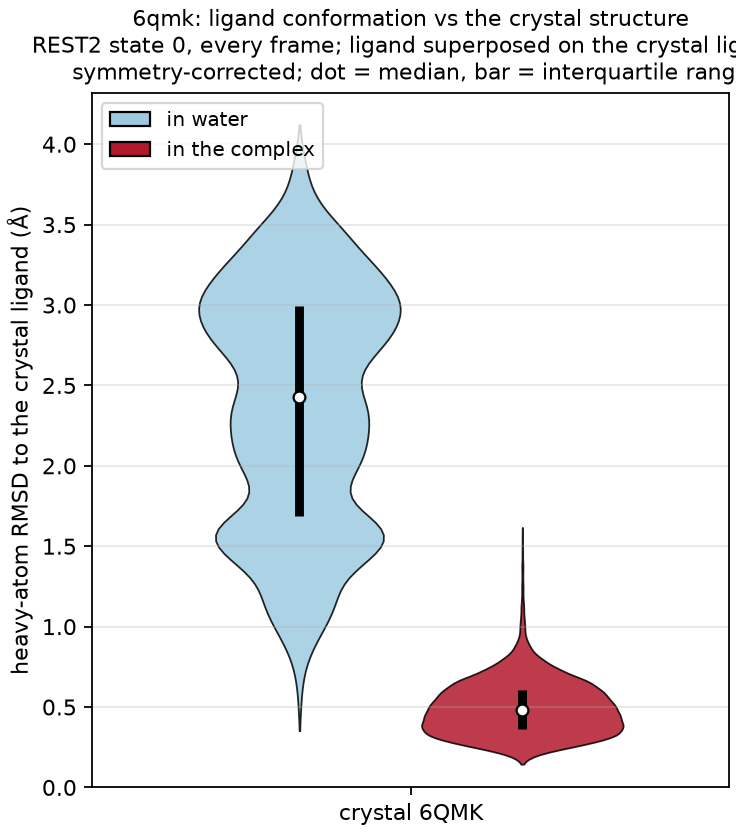 6qmk: ligand conformation vs the crystal structure
REST2 state 0, every frame; ligand superposed on the crystal lig
symmetry-corrected; dot = median, bar = interquartile rang
in water
in the complex
heavy-atom RMSD to the crystal ligand (Å)
4.0
3.5
3.0
2.5
2.0
1.5
1.0
0.5
0.0
crystal 6QMK